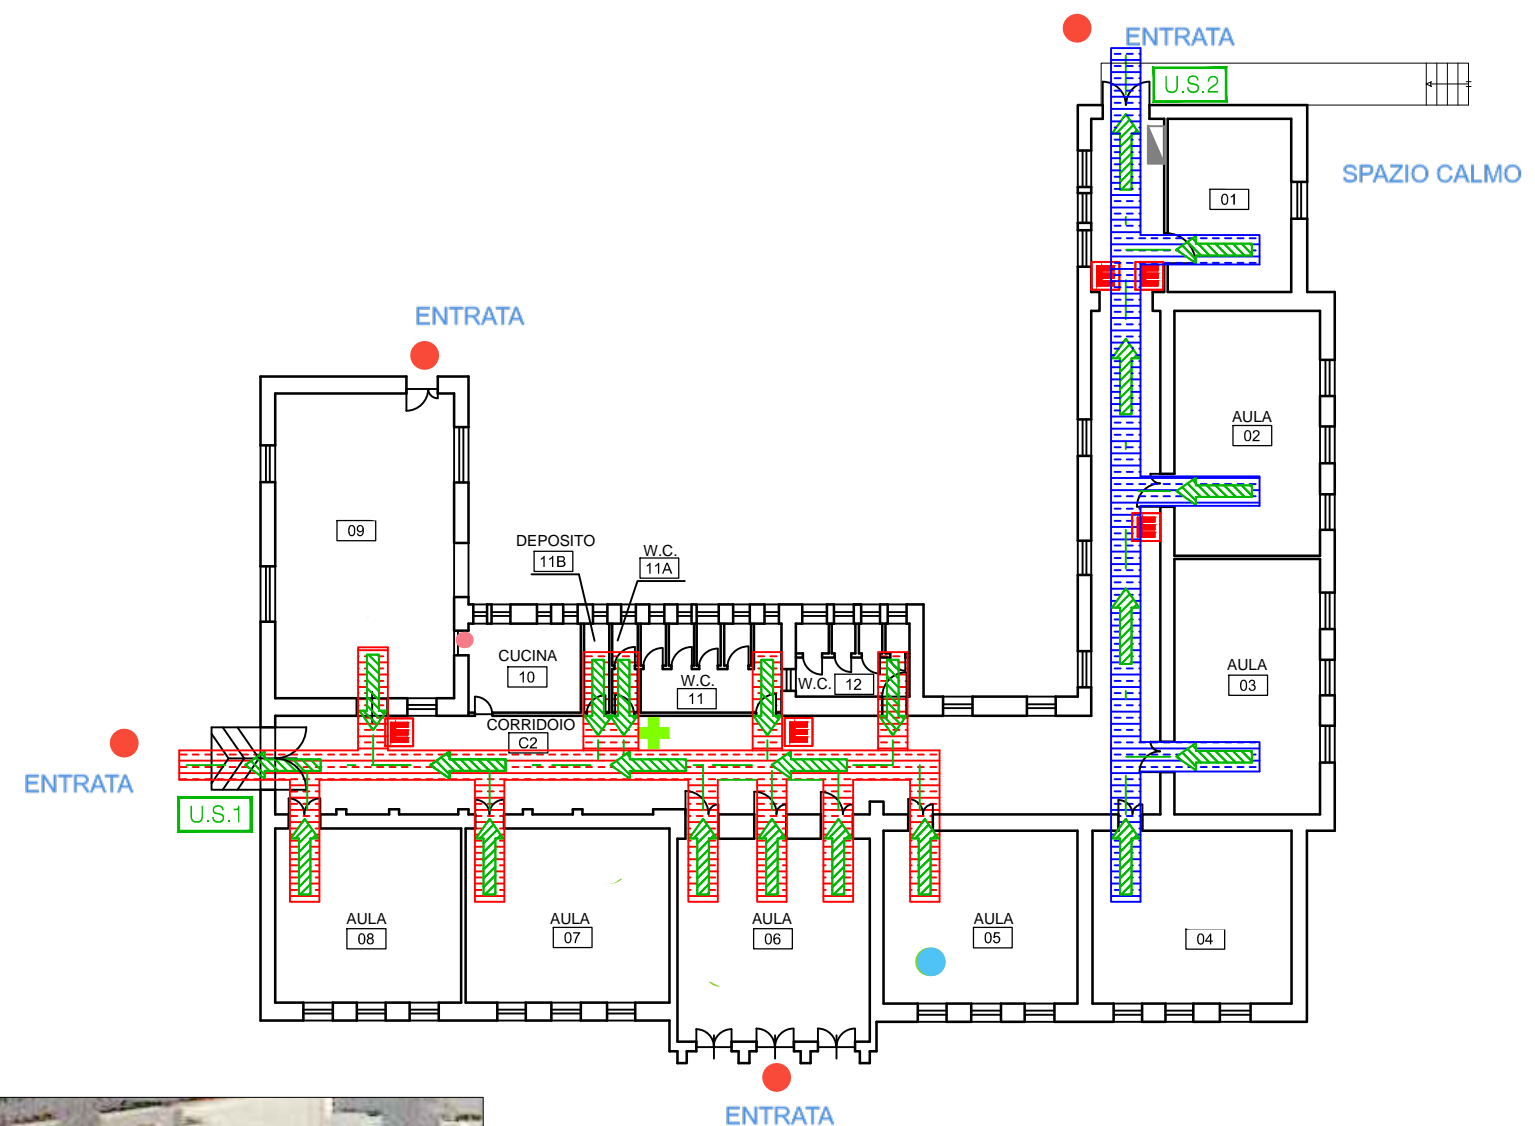 ENTRATA
U.S.2
SPAZIO CALMO
01
ENTRATA
AULA
02
09
DEPOSITO
11B
W.C.
11A
CUCINA
10
W.C.
11
W.C.
12
AULA
03
CORRIDOIO
C2
ENTRATA
U.S.1
AULA
08
AULA
07
AULA
06
AULA
05
04
ENTRATA